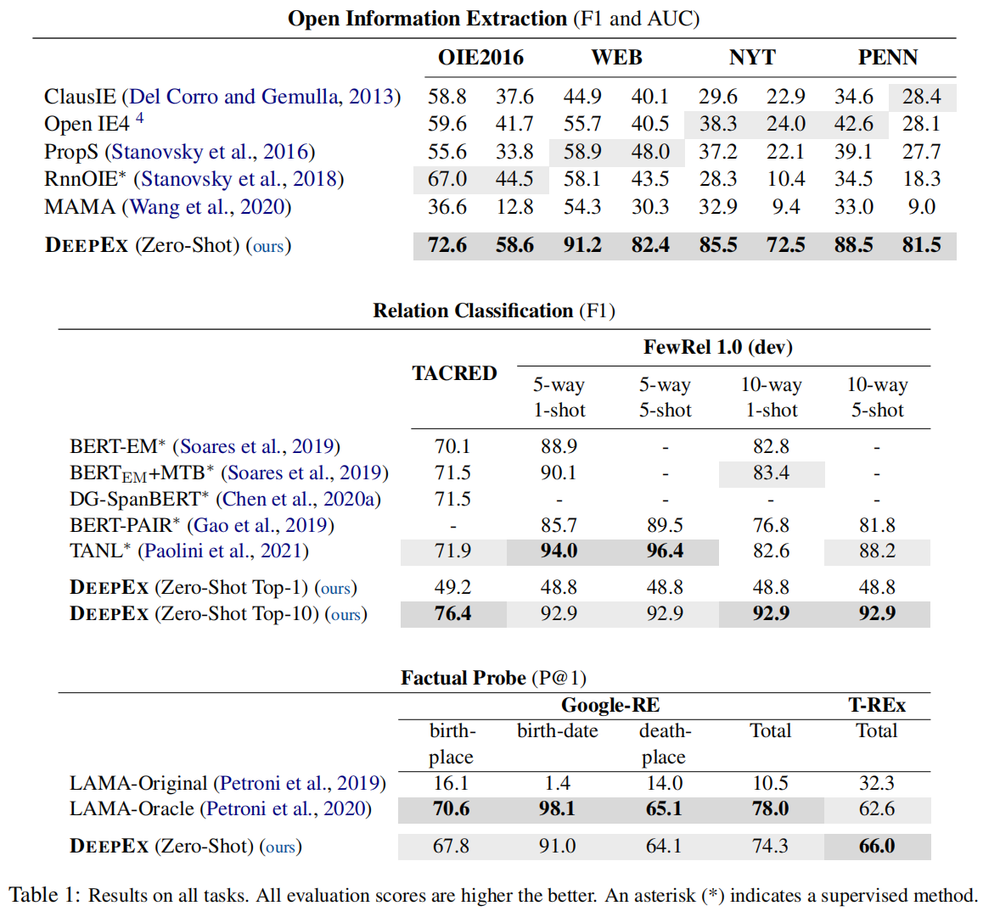 Open Information Extraction (F1 and AUC)
OIE2016 WEB NYT PENN
ClausIE (Del Corro and Gemulla, 2013) 58.8 37.6 44.9 40.1 29.6 22.9 34.6 28.4
Open IE4 4 59.6 41.7 55.7 40.5 38.3 24.0 42.6 28.1
PropS (Stanovsky et al., 2016) 55.6 33.8 58.9 48.0 37.2 22.1 39.1 27.7
RnnOIE* (Stanovsky et al., 2018) 67.0 44.5 58.1 43.5 28.3 10.4 34.5 18.3
MAMA (Wang et al., 2020) 36.6 12.8 54.3 30.3 32.9 9.4 33.0 9.0
DEEPEX (Zero-Shot) (ours) 72.6 58.6 91.2 82.4 85.5 72.5 88.5 81.5
Relation Classification (F1)
FewRel 1.0 (dev)
TACRED
5-way 5-way 10-way 10-way
1-shot 5-shot 1-shot 5-shot
BERT-EM* (Soares et al., 2019) 70.1 88.9 - 82.8 -
BERTEM+MTB* (Soares et al., 2019) 71.5 90.1 - 83.4 -
DG-SpanBERT* (Chen et al., 2020a) 71.5 - - - -
BERT-PAIR* (Gao et al., 2019) - 85.7 89.5 76.8 81.8
TANL* (Paolini et al., 2021) 71.9 94.0 96.4 82.6 88.2
DEEPEX (Zero-Shot Top-1) (ours) 49.2 48.8 48.8 48.8 48.8
DEEPEX (Zero-Shot Top-10) (ours) 76.4 92.9 92.9 92.9 92.9
Factual Probe (P@1)
Google-RE T-REx
birth- birth-date death- Total Total
place place
LAMA-Original (Petroni et al., 2019) 16.1 1.4 14.0 10.5 32.3
LAMA-Oracle (Petroni et al., 2020) 70.6 98.1 65.1 78.0 62.6
DEEPEX (Zero-Shot) (ours) 67.8 91.0 64.1 74.3 66.0
Table 1: Results on all tasks. All evaluation scores are higher the better. An asterisk (*) indicates a supervised method.